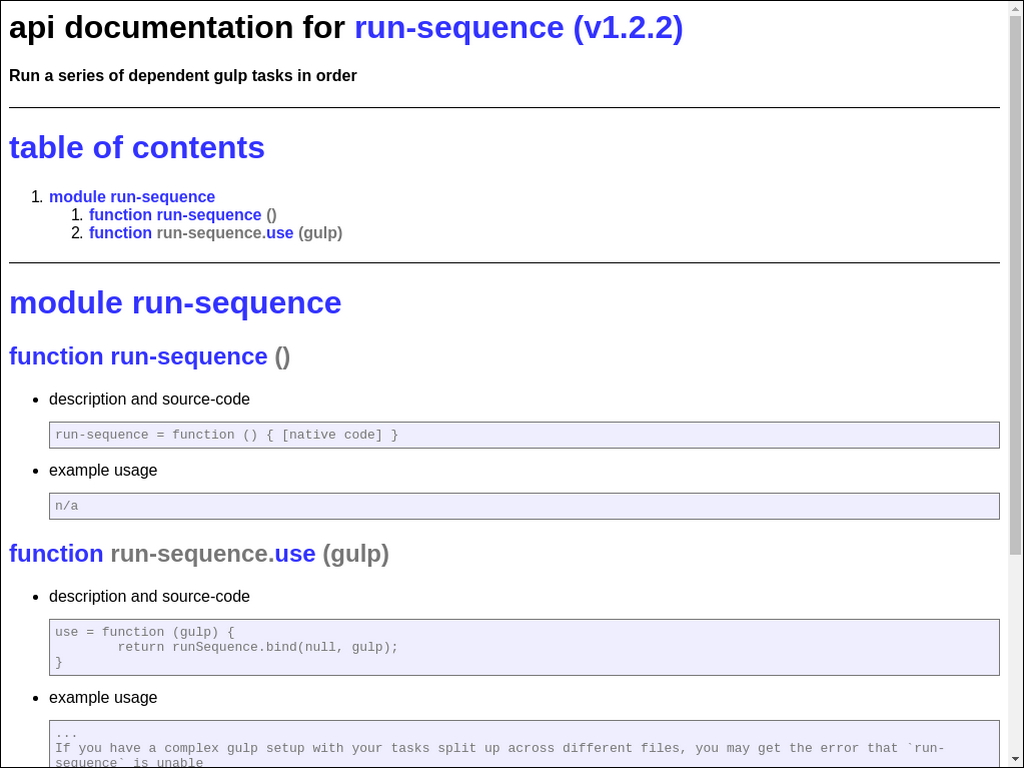 api documentation for run-sequence (v1.2.2)
Run a series of dependent gulp tasks in order
table of contents
1. module run-sequence
1. function run-sequence ()
2. function run-sequence.use (gulp)
module run-sequence
function run-sequence ()
• description and source-code
run-sequence = function () { [native code] }
• example usage
n/a
function run-sequence.use (gulp)
• description and source-code
use = function (gulp) {
        return runSequence.bind(null, gulp);
}
• example usage
...
If you have a complex gulp setup with your tasks split up across different files, you may get the error that `run-
sequence` is unable